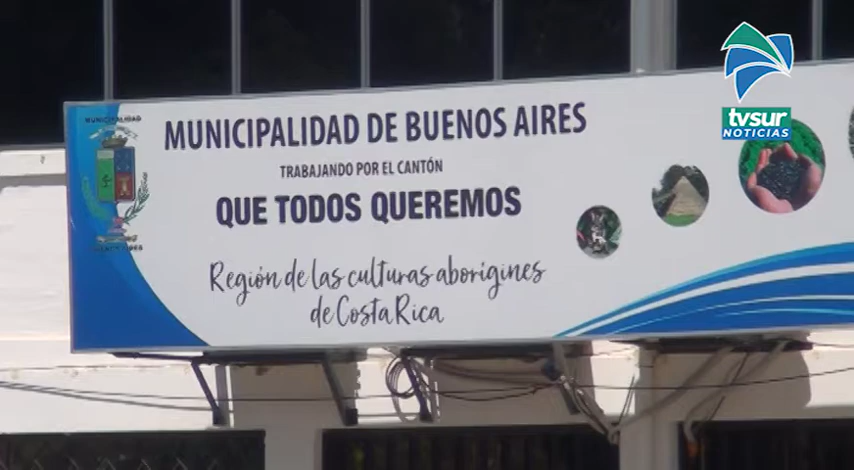 MUNICIPALIDAD
MUNICIPALIDAD DE BUENOS AIRES
TRABAJANDO POR EL CANTÓN
QUE TODOS QUEREMOS
Región de las culturas aborígines
de Costa Rica
tvsur
NOTICIAS